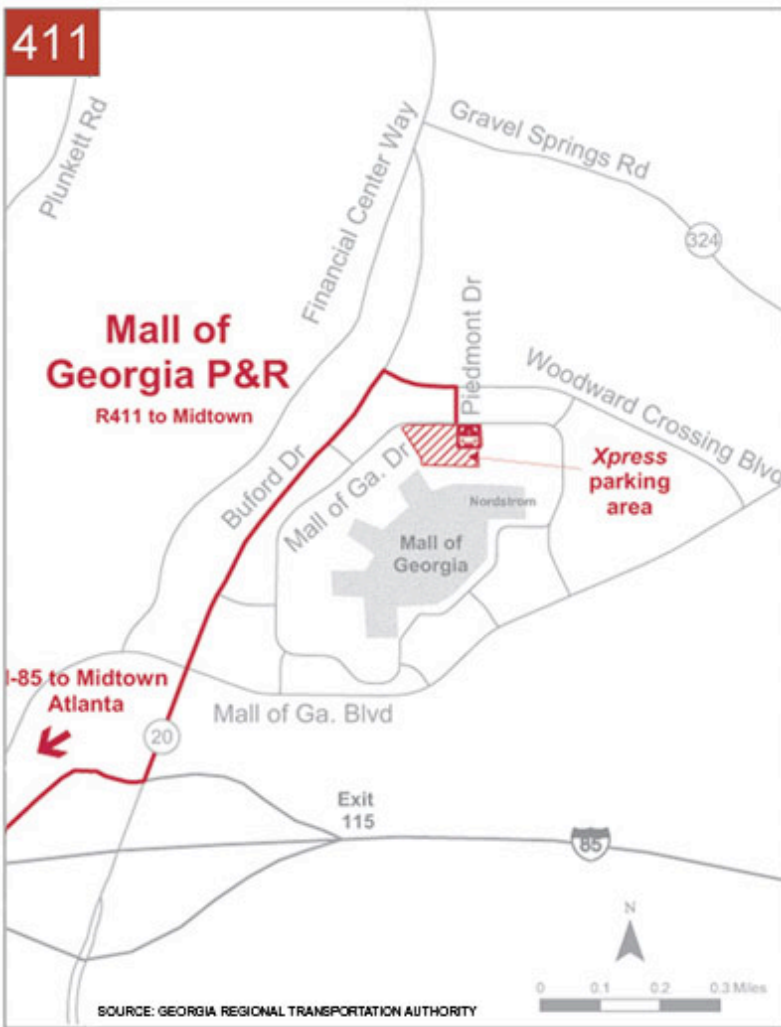 411
Plunkett Rd
Financial Center Way
Gravel Springs Rd
324
Mall of
Georgia P&R
R411 to Midtown
Piedmont Dr
Woodward Crossing Blvd
Buford Dr
Mall of Ga. Dr
Xpress
parking
area
Nordstrom
Mall of
Georgia
I-85 to Midtown
Atlanta
Mall of Ga. Blvd
20
Exit
115
85
N
0 0.1 0.2 0.3 Miles
SOURCE: GEORGIA REGIONAL TRANSPORTATION AUTHORITY